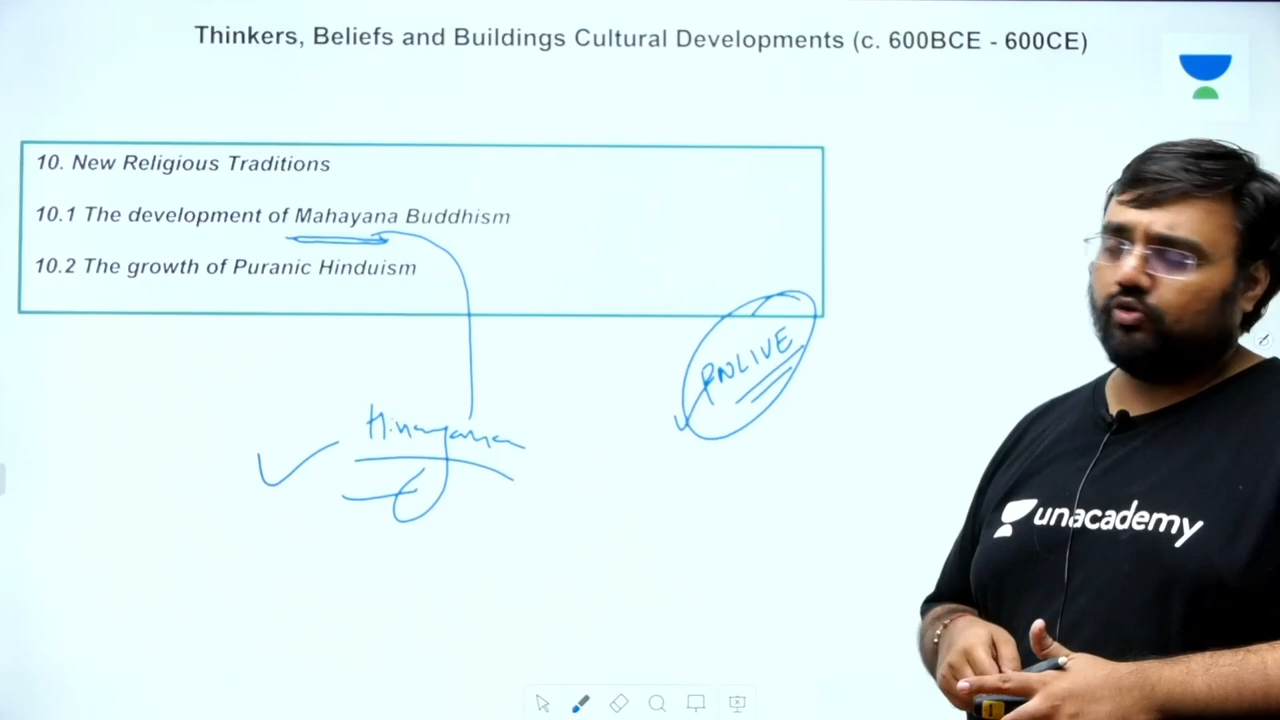 Thinkers, Beliefs and Buildings Cultural Developments (c. 600BCE - 600CE)
10. New Religious Traditions
10.1 The development of Mahayana Buddhism
10.2 The growth of Puranic Hinduism
PNLIVE
Hinayana
unacademy